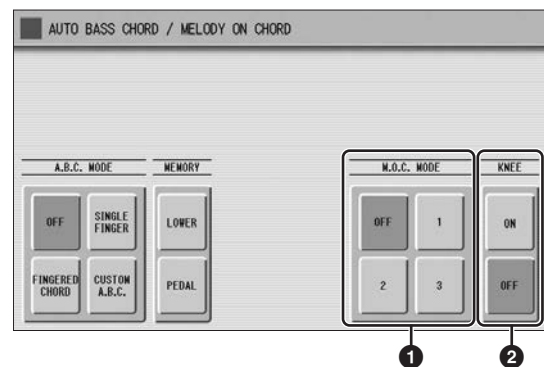 AUTO BASS CHORD / MELODY ON CHORD
A.B.C. MODE
MEMORY
M.O.C. MODE
KNEE
OFF
SINGLE
FINGER
LOWER
OFF
1
ON
FINGERED
CHORD
CUSTOM
A.B.C.
PEDAL
2
3
OFF
1
2